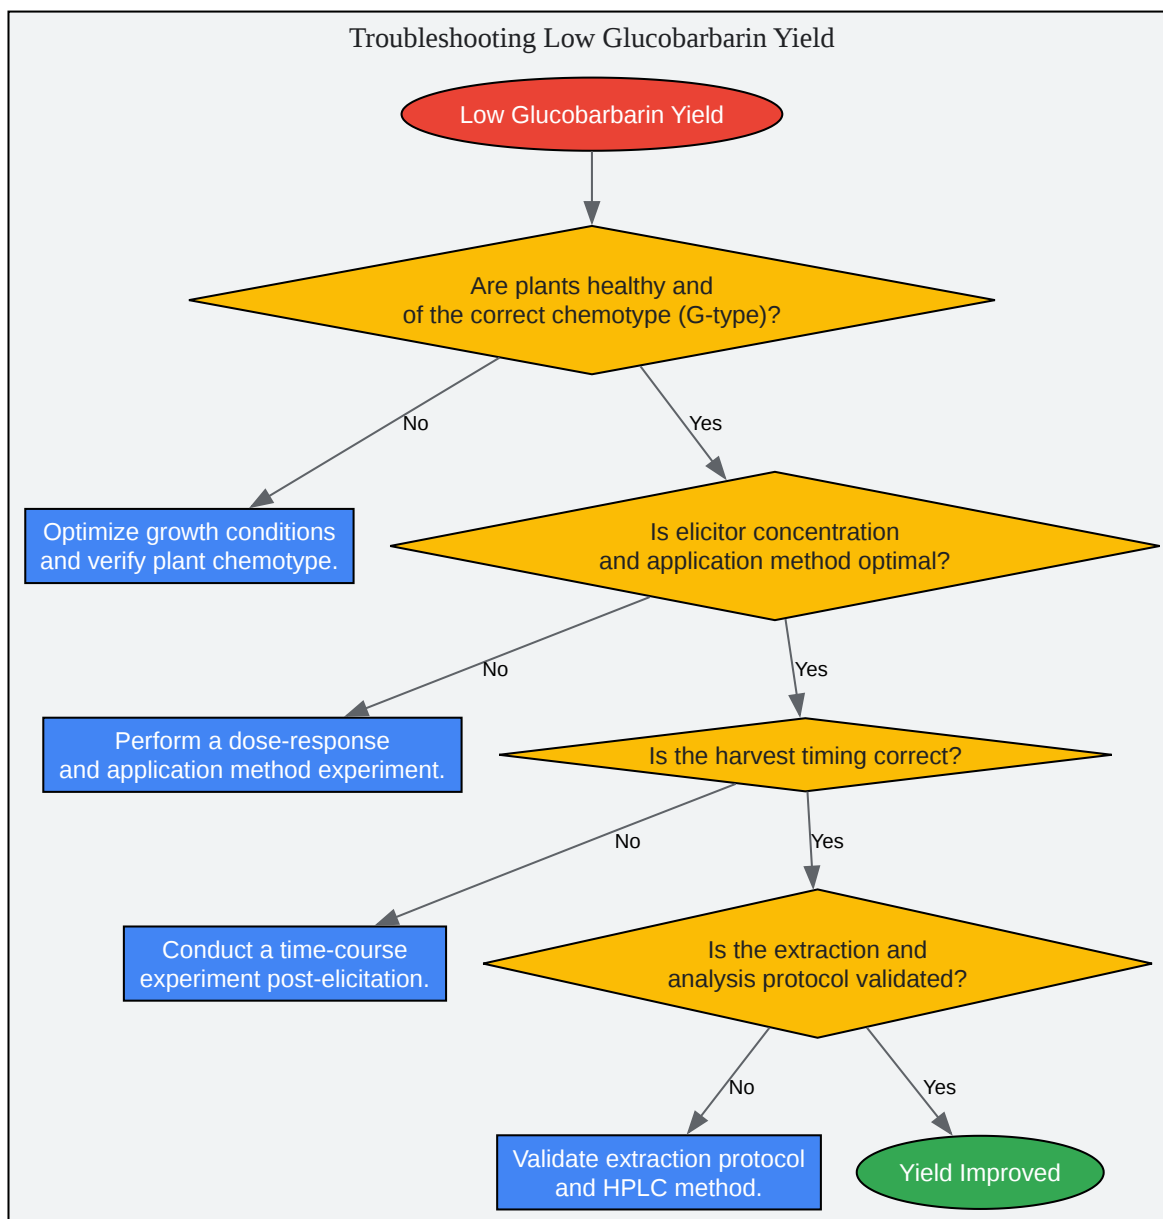 Troubleshooting Low Glucobarbarin Yield
Low Glucobarbarin Yield
Are plants healthy and
of the correct chemotype (G-type)?
No
Yes
Optimize growth conditions
and verify plant chemotype.
Is elicitor concentration
and application method optimal?
No
Yes
Perform a dose-response
and application method experiment.
Is the harvest timing correct?
No
Yes
Conduct a time-course
experiment post-elicitation.
Is the extraction and
analysis protocol validated?
No
Yes
Validate extraction protocol
and HPLC method.
Yield Improved